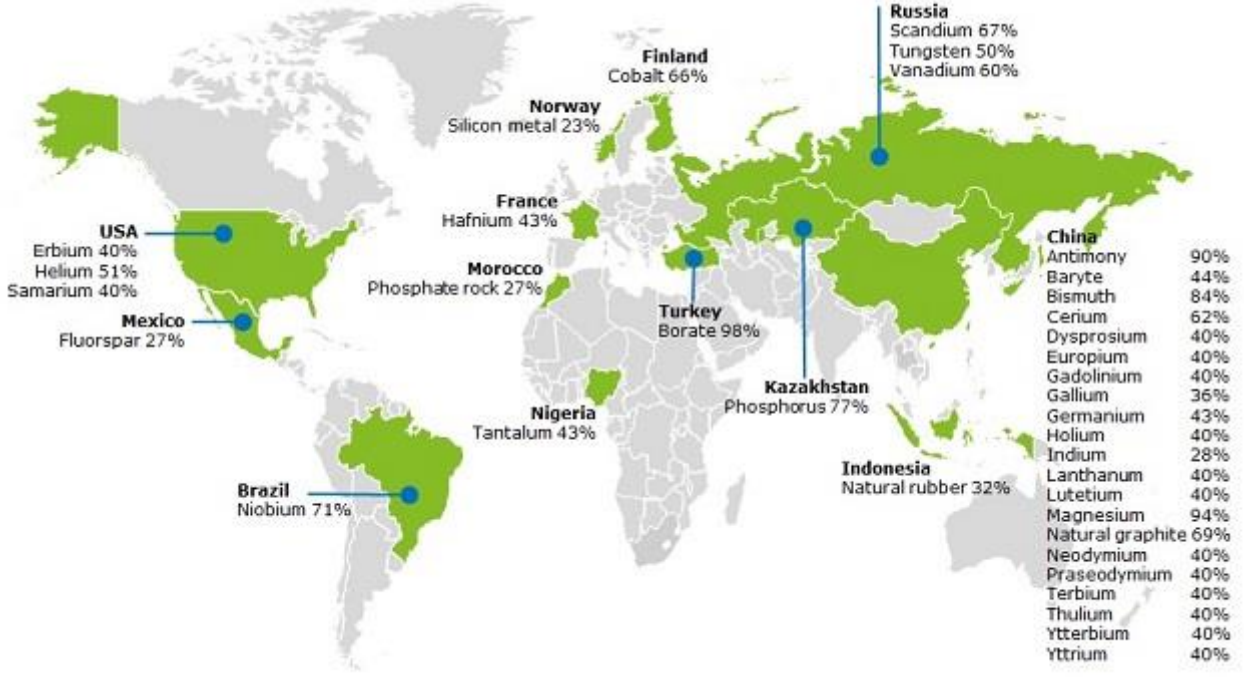 Russia
Scandium 67%
Tungsten 50%
Vanadium 60%
Finland
Cobalt 66%
Norway
Silicon metal 23%
France
Hafnium 43%
USA
Erbium 40%
Helium 51%
Samarium 40%
Morocco
Phosphate rock 27%
Mexico
Fluorspar 27%
Turkey
Borate 98%
Kazakhstan
Phosphorus 77%
Nigeria
Tantalum 43%
Brazil
Niobium 71%
Indonesia
Natural rubber 32%
China
Antimony 90%
Baryte 44%
Bismuth 84%
Cerium 62%
Dysprosium 40%
Europium 40%
Gadolinium 40%
Gallium 36%
Germanium 43%
Holium 40%
Indium 28%
Lanthanum 40%
Lutetium 40%
Magnesium 94%
Natural graphite 69%
Neodymium 40%
Praseodymium 40%
Terbium 40%
Thulium 40%
Ytterbium 40%
Yttrium 40%